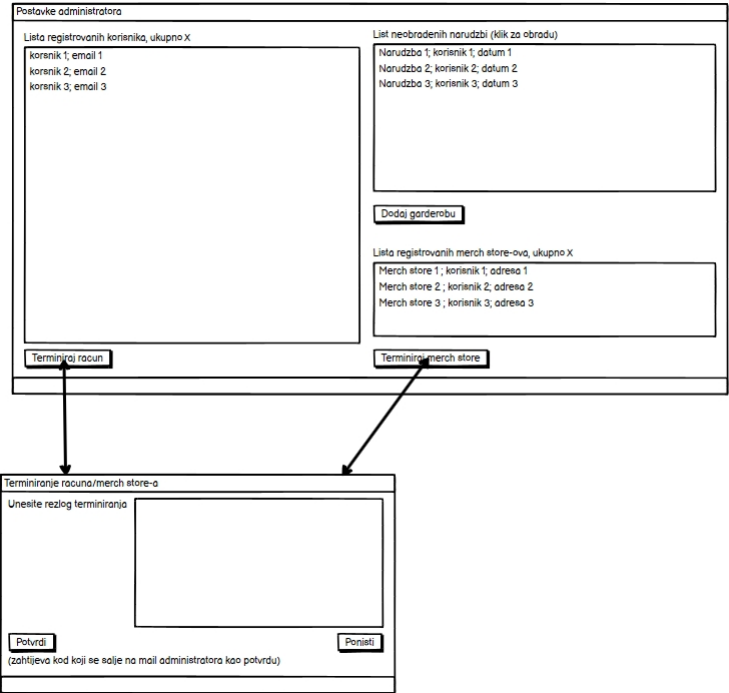 Postavke administratora
Lista registrovanih korisnika, ukupno X
korsnik 1; email 1
korsnik 2; email 2
korsnik 3; email 3
Terminiraj racun
List neobradenih narudzbi (klik za obradu)
Narudzba 1; korisnik 1; datum 1
Narudzba 2; korisnik 2; datum 2
Narudzba 3; korisnik 3; datum 3
Dodaj garderobu
Lista registrovanih merch store-ova, ukupno X
Merch store 1 ; korisnik 1; adresa 1
Merch store 2 ; korisnik 2; adresa 2
Merch store 3 ; korisnik 3; adresa 3
Terminiraj merch store
Terminiranje racuna/merch store-a
Unesite rezlog terminiranja
Potvrdi
Ponisti
(zahtijeva kod koji se salje na mail administratora kao potvrdu)